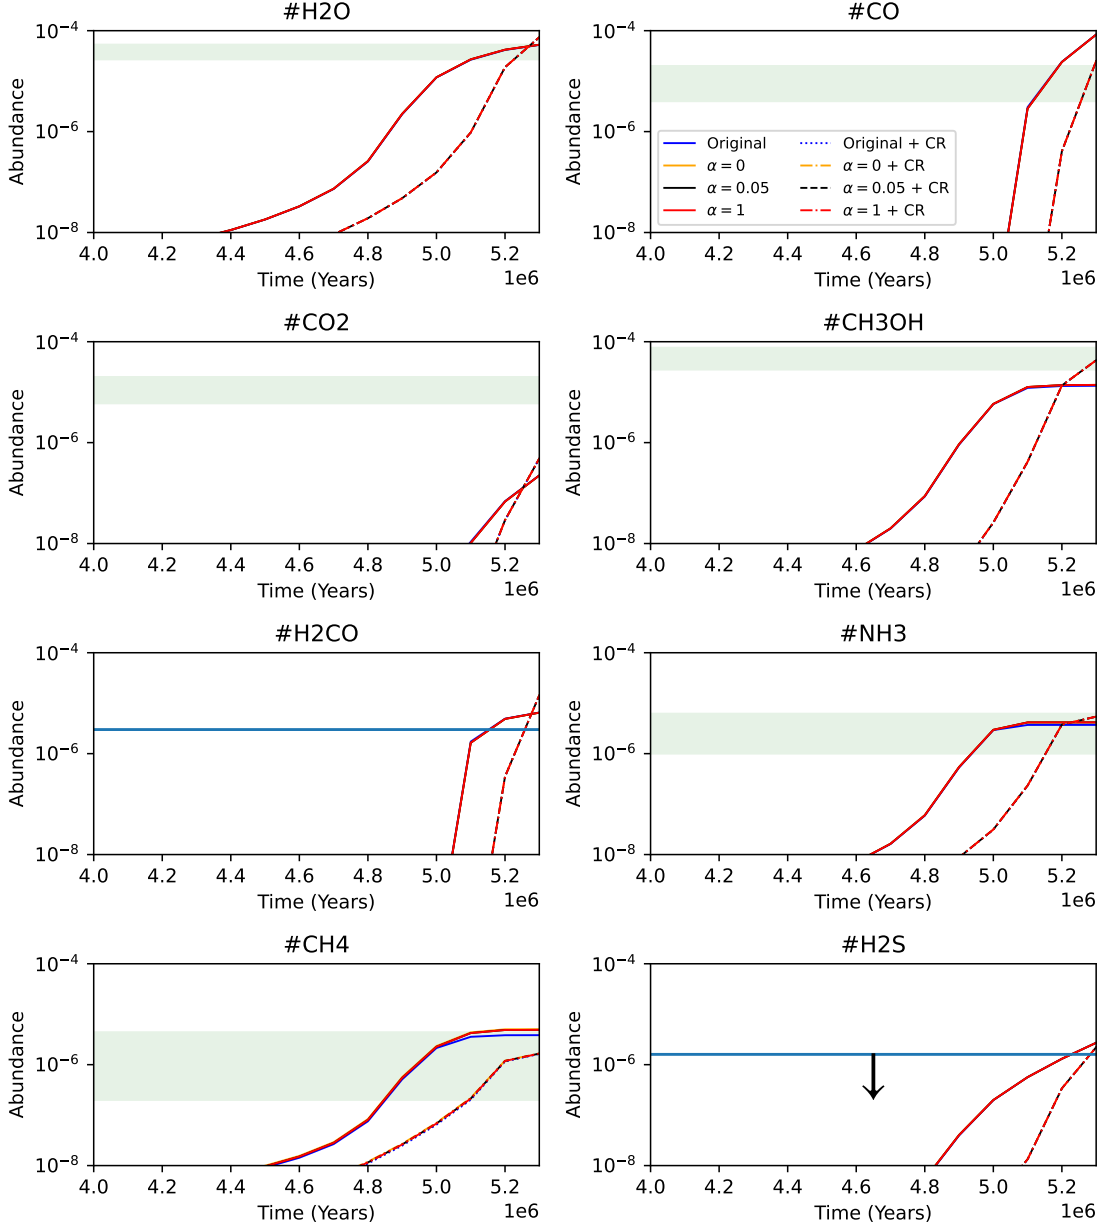 #H2O
10−4
10−6
10−8
Abundance
4.0 4.2 4.4 4.6 4.8 5.0 5.2
Time (Years)
1e6
#CO
10−4
10−6
10−8
Abundance
Original
α = 0
α = 0.05
α = 1
Original + CR
α = 0 + CR
α = 0.05 + CR
α = 1 + CR
4.0 4.2 4.4 4.6 4.8 5.0 5.2
Time (Years)
1e6
#CO2
10−4
10−6
10−8
Abundance
4.0 4.2 4.4 4.6 4.8 5.0 5.2
Time (Years)
1e6
#CH3OH
10−4
10−6
10−8
Abundance
4.0 4.2 4.4 4.6 4.8 5.0 5.2
Time (Years)
1e6
#H2CO
10−4
10−6
10−8
Abundance
4.0 4.2 4.4 4.6 4.8 5.0 5.2
Time (Years)
1e6
#NH3
10−4
10−6
10−8
Abundance
4.0 4.2 4.4 4.6 4.8 5.0 5.2
Time (Years)
1e6
#CH4
10−4
10−6
10−8
Abundance
4.0 4.2 4.4 4.6 4.8 5.0 5.2
Time (Years)
1e6
#H2S
10−4
10−6
10−8
Abundance
4.0 4.2 4.4 4.6 4.8 5.0 5.2
Time (Years)
1e6